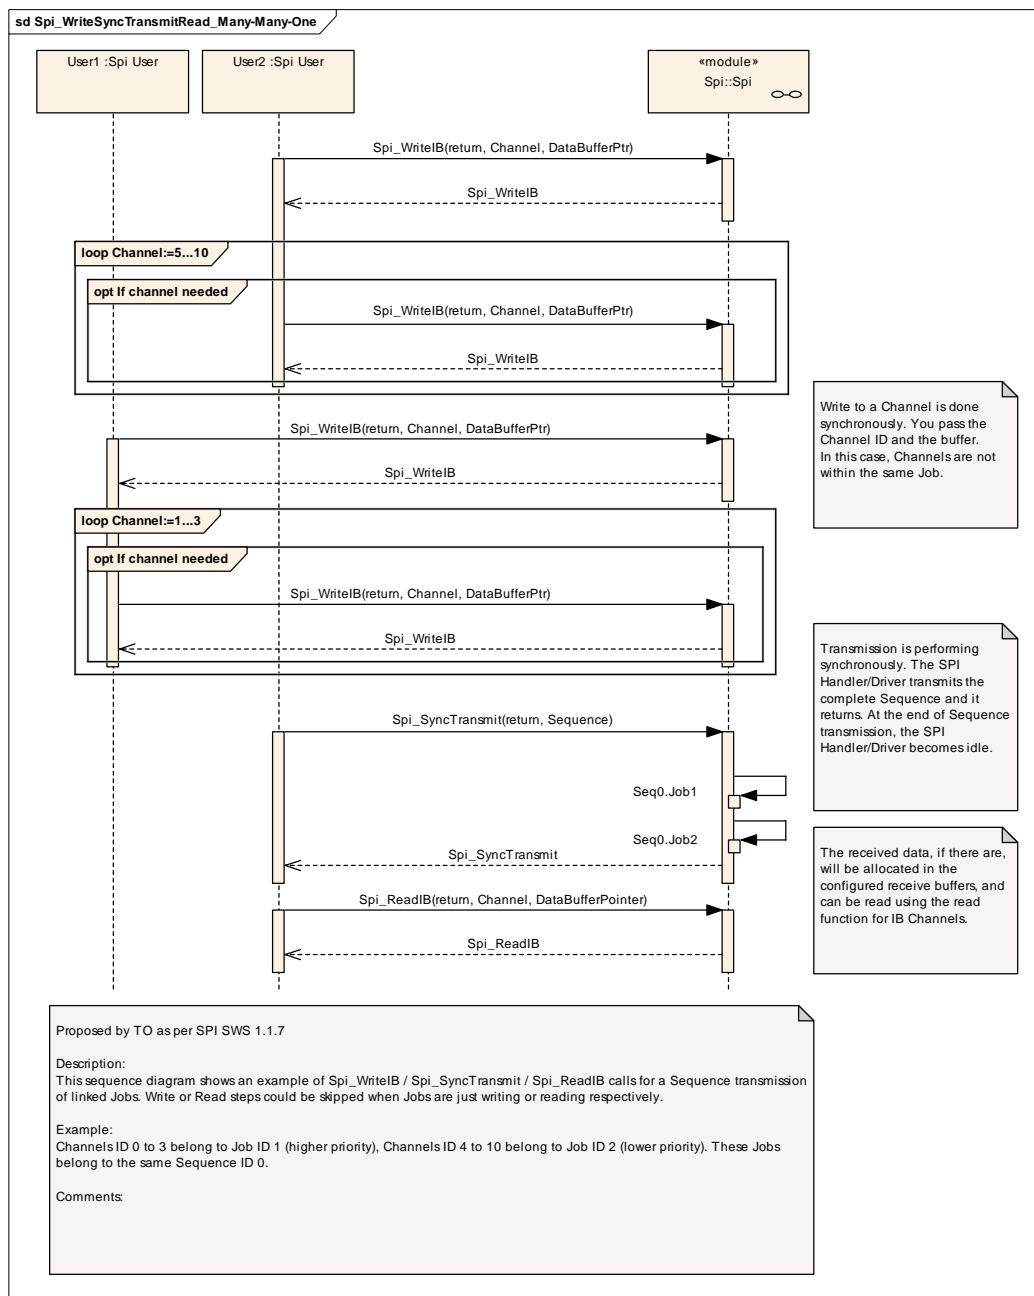 sd Spi_WriteSyncTransmitRead_Many-Many-One
User1 :Spi User
User2 :Spi User
«module»
Spi::Spi
Spi_WriteIB(return, Channel, DataBufferPtr)
Spi_WriteIB
loop Channel:=5...10
opt If channel needed
Spi_WriteIB(return, Channel, DataBufferPtr)
Spi_WriteIB
Write to a Channel is done
synchronously. You pass the
Channel ID and the buffer.
In this case, Channels are not
within the same Job.
Spi_WriteIB(return, Channel, DataBufferPtr)
Spi_WriteIB
loop Channel:=1...3
opt If channel needed
Spi_WriteIB(return, Channel, DataBufferPtr)
Spi_WriteIB
Transmission is performing
synchronously. The SPI
Handler/Driver transmits the
complete Sequence and it
returns. At the end of Sequence
transmission, the SPI
Handler/Driver becomes idle.
Spi_SyncTransmit(return, Sequence)
Seq0.Job1
Seq0.Job2
Spi_SyncTransmit
The received data, if there are,
will be allocated in the
configured receive buffers, and
can be read using the read
function for IB Channels.
Spi_ReadIB(return, Channel, DataBufferPointer)
Spi_ReadIB
Proposed by TO as per SPI SWS 1.1.7
Description:
This sequence diagram shows an example of Spi_WriteIB / Spi_SyncTransmit / Spi_ReadIB calls for a Sequence transmission
of linked Jobs. Write or Read steps could be skipped when Jobs are just writing or reading respectively.
Example:
Channels ID 0 to 3 belong to Job ID 1 (higher priority), Channels ID 4 to 10 belong to Job ID 2 (lower priority). These Jobs
belong to the same Sequence ID 0.
Comments: